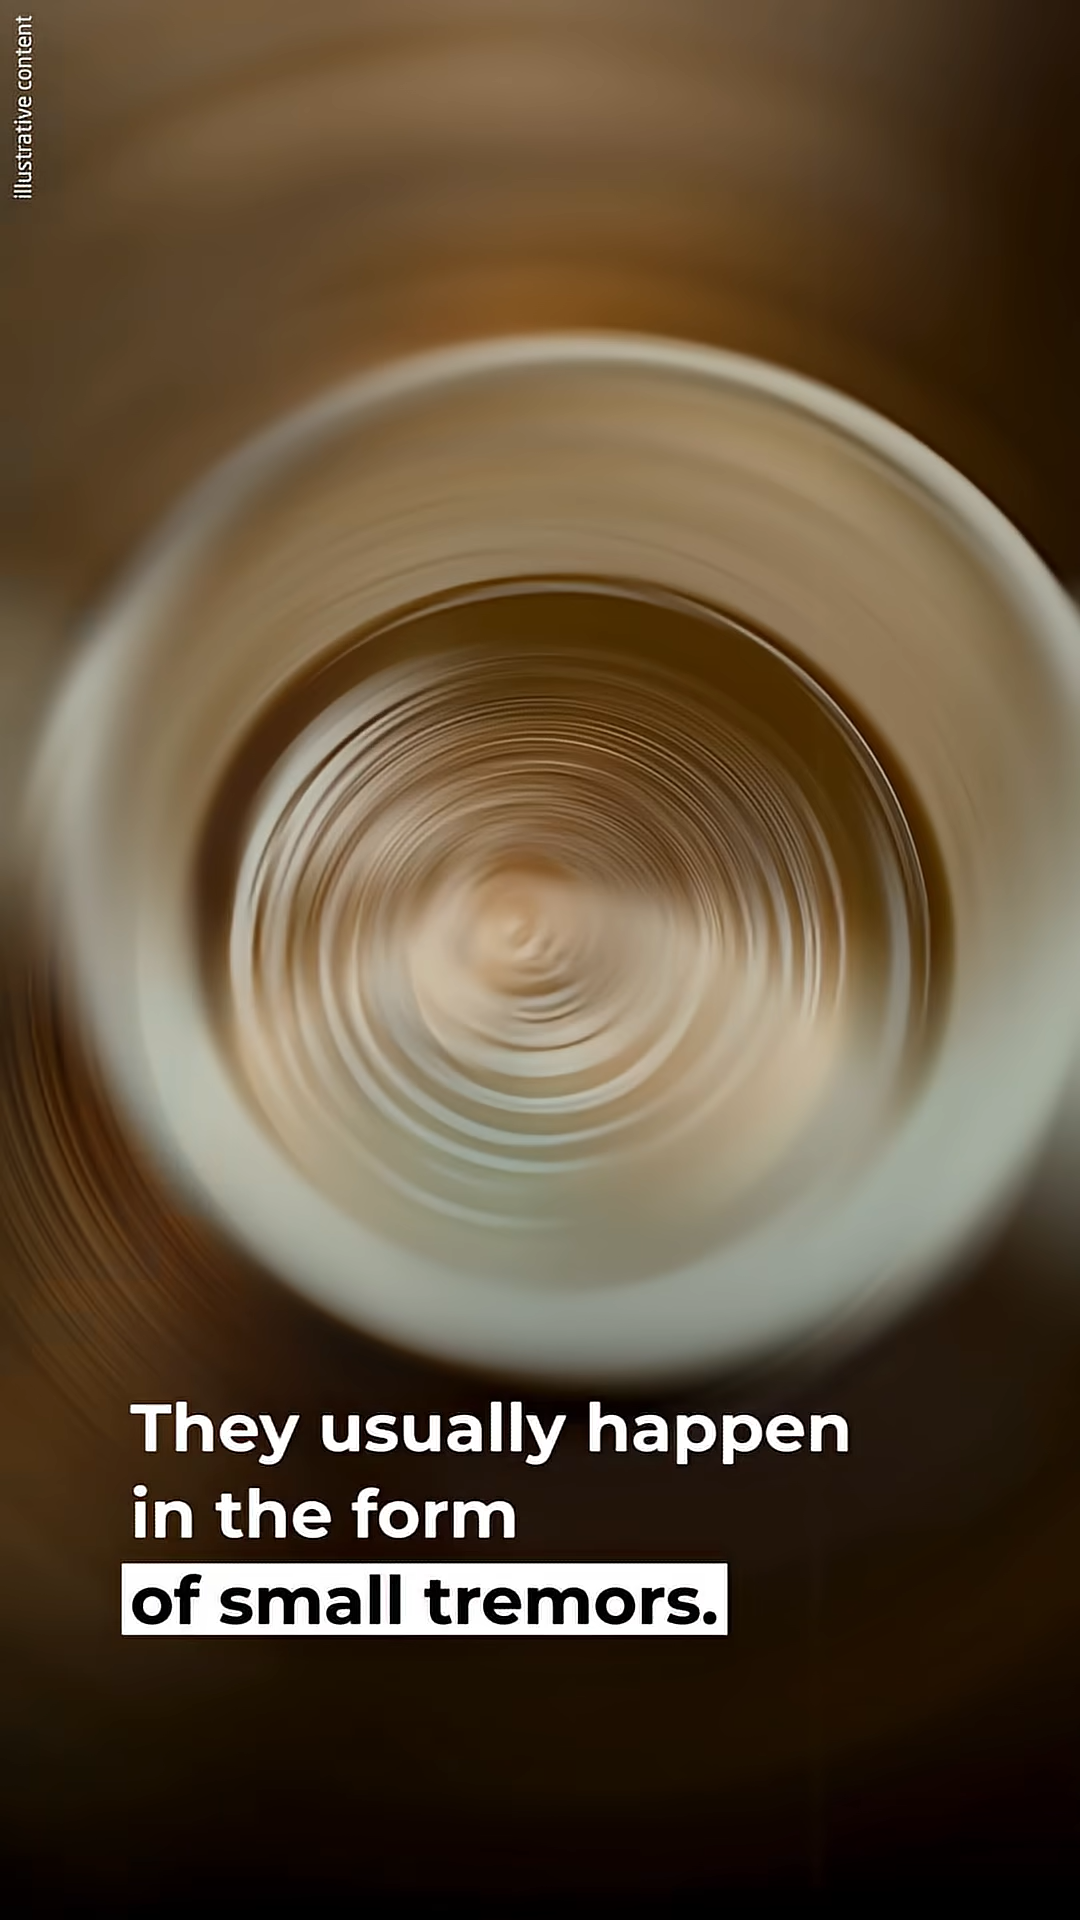 illustrative content
They usually happen
in the form
of small tremors.